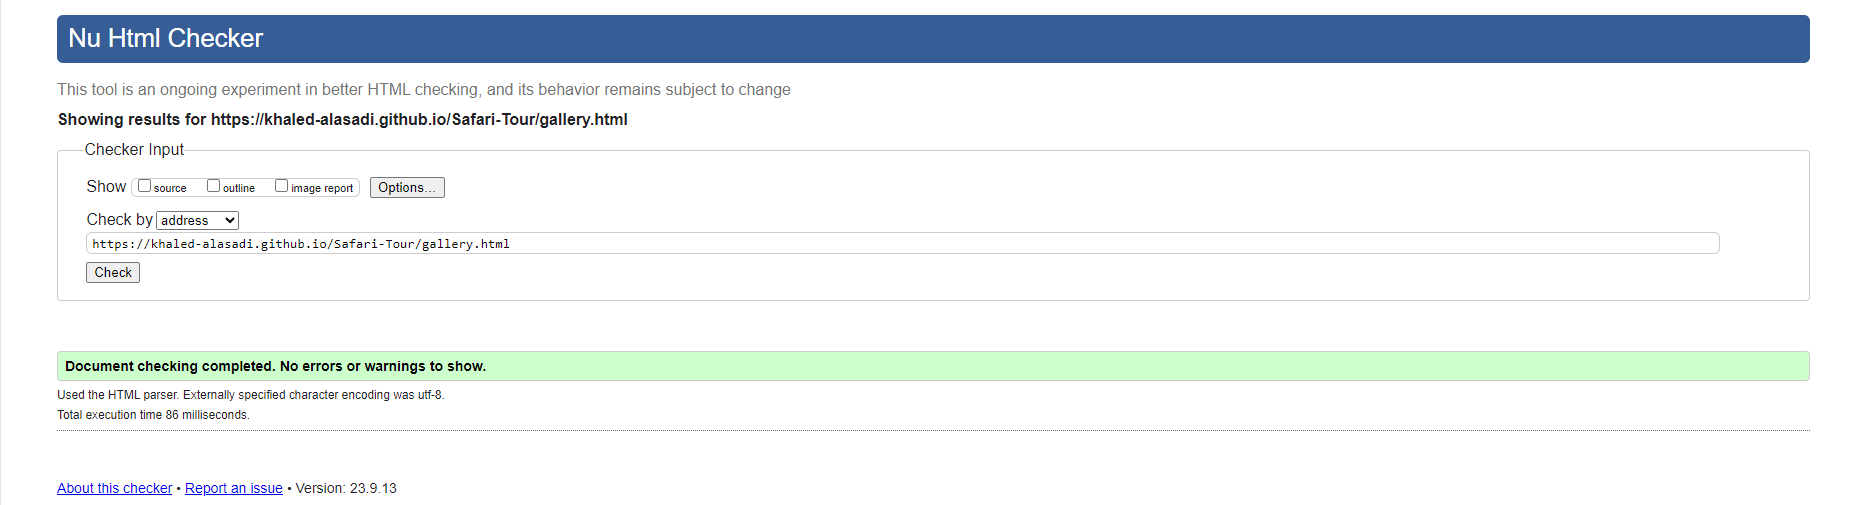 Nu Html Checker
This tool is an ongoing experiment in better HTML checking, and its behavior remains subject to change
Showing results for https://khaled-alasadi.github.io/Safari-Tour/gallery.html
Checker Input
Show source outline image report Options...
Check by address
https://khaled-alasadi.github.io/Safari-Tour/gallery.html
Check
Document checking completed. No errors or warnings to show.
Used the HTML parser. Externally specified character encoding was utf-8.
Total execution time 86 milliseconds.
About this checker • Report an issue • Version: 23.9.13